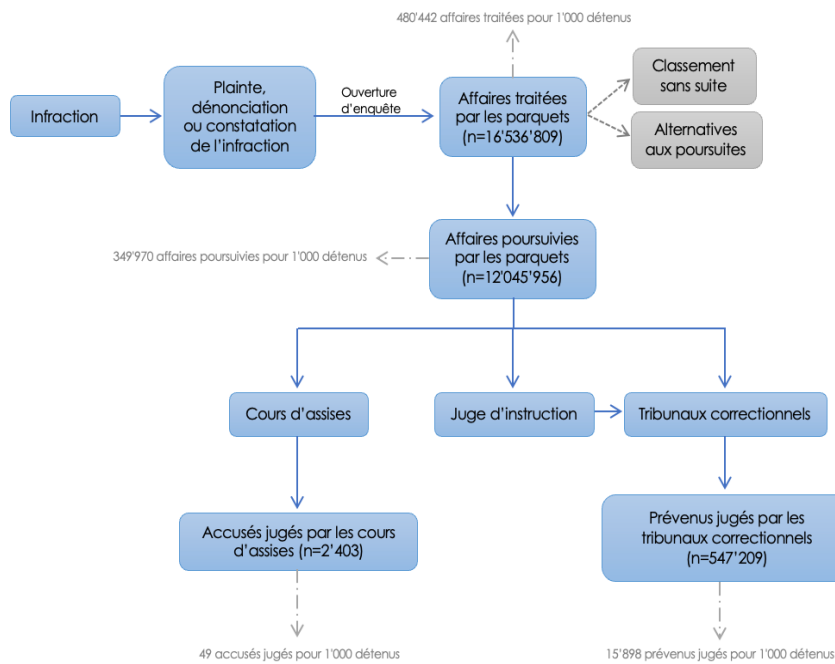 480'442 affaires traitées pour 1'000 détenus
Infraction
Plainte,
dénonciation
ou constatation
de l'infraction
Ouverture
d'enquête
Affaires traitées
par les parquets
(n=16'536'809)
Classement
sans suite
Alternatives
aux poursuites
349'970 affaires poursuivies pour 1'000 détenus
Affaires poursuivies
par les parquets
(n=12'045'956)
Cours d'assises
Juge d'instruction
Tribunaux correctionnels
Accusés jugés par les cours
d'assises (n=2'403)
Prévenus jugés par les
tribunaux correctionnels
(n=547'209)
49 accusés jugés pour 1'000 détenus
15'898 prévenus jugés pour 1'000 détenus